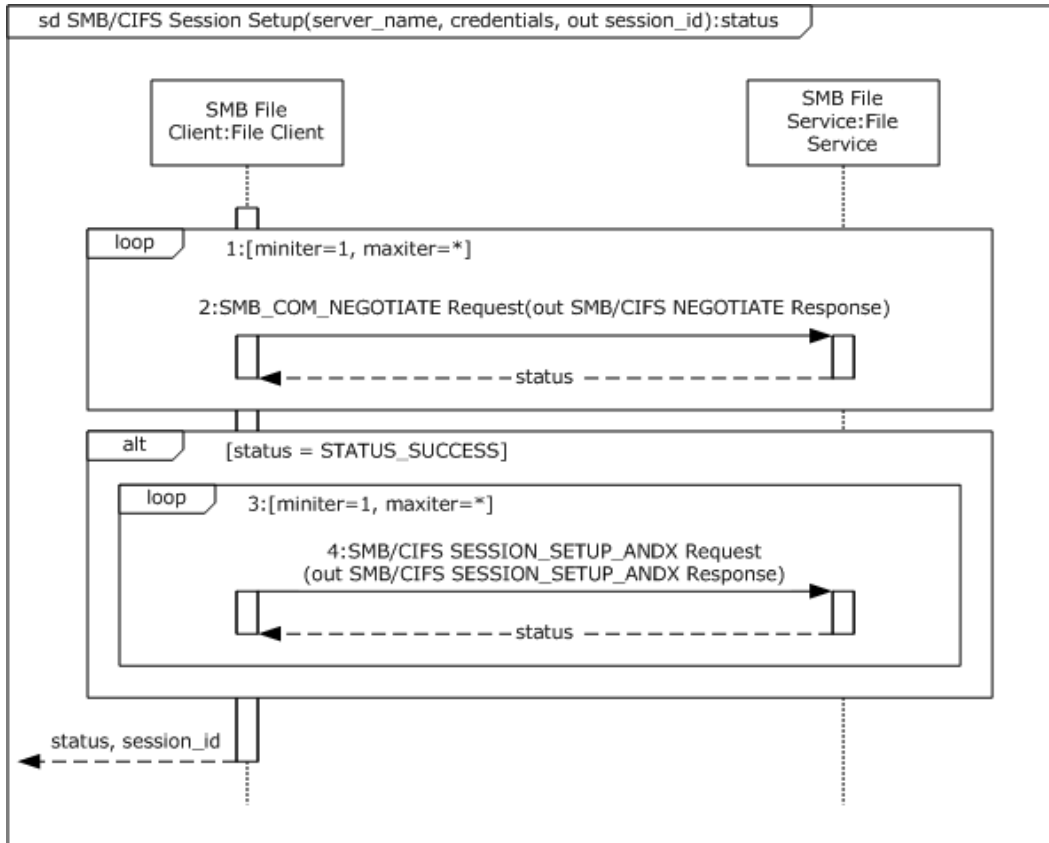 sd SMB/CIFS Session Setup(server_name, credentials, out session_id):status
SMB File
Client:File Client
SMB File
Service:File
Service
loop
1:[miniter=1, maxiter=*]
2:SMB_COM_NEGOTIATE Request(out SMB/CIFS NEGOTIATE Response)
status
alt
[status = STATUS_SUCCESS]
loop
3:[miniter=1, maxiter=*]
4:SMB/CIFS SESSION_SETUP_ANDX Request
(out SMB/CIFS SESSION_SETUP_ANDX Response)
status
status, session_id